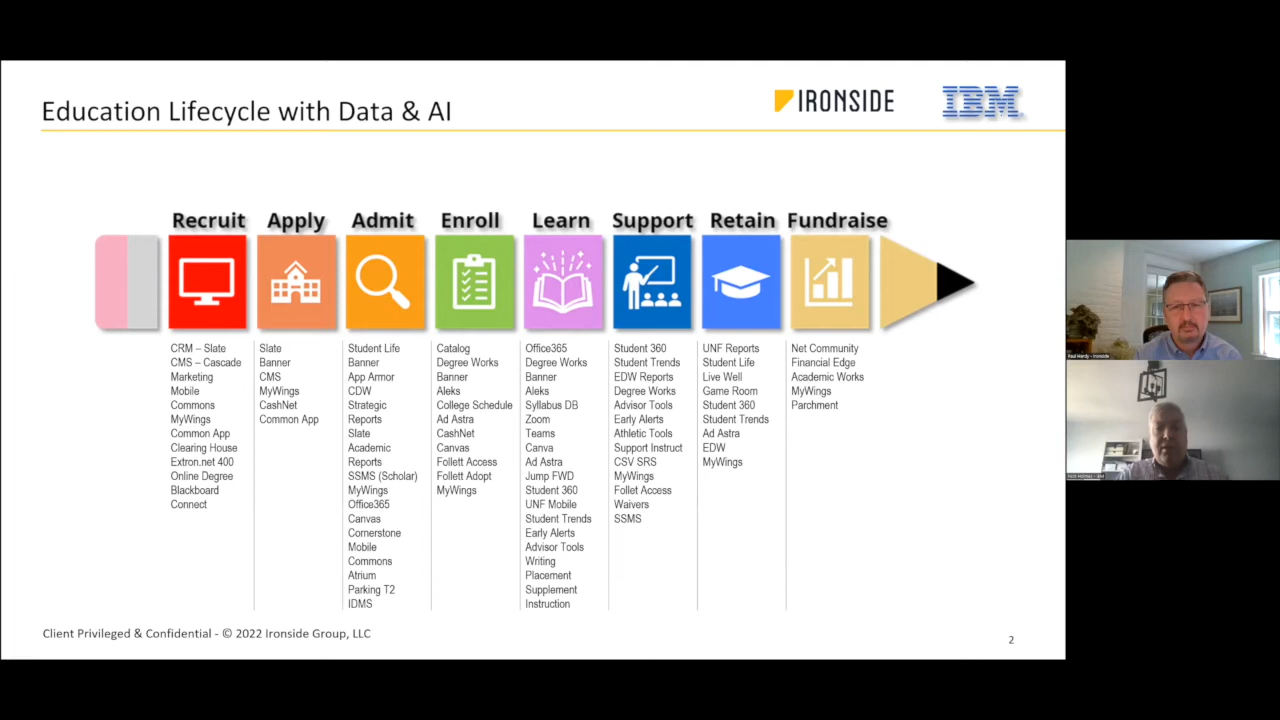 Education Lifecycle with Data & AI
IRONSIDE
IBM
Recruit
Apply
Admit
Enroll
Learn
Support
Retain
Fundraise
CRM – Slate
CMS – Cascade
Marketing
Mobile
Commons
MyWings
Common App
Clearing House
Extron.net 400
Online Degree
Blackboard
Connect
Slate
Banner
CMS
MyWings
CashNet
Common App
Student Life
Banner
App Armor
CDW
Strategic
Reports
Slate
Academic
Reports
SSMS (Scholar)
MyWings
Office365
Canvas
Cornerstone
Mobile
Commons
Atrium
Parking T2
IDMS
Catalog
Degree Works
Banner
Aleks
College Schedule
Ad Astra
CashNet
Canvas
Follett Access
Follett Adopt
MyWings
Office365
Degree Works
Banner
Aleks
Syllabus DB
Zoom
Teams
Canva
Ad Astra
Jump FWD
Student 360
UNF Mobile
Student Trends
Early Alerts
Advisor Tools
Writing
Placement
Supplement
Instruction
Student 360
Student Trends
EDW Reports
Degree Works
Advisor Tools
Early Alerts
Athletic Tools
Support Instruct
CSV SRS
MyWings
Follet Access
Waivers
SSMS
UNF Reports
Student Life
Live Well
Game Room
Student 360
Student Trends
Ad Astra
EDW
MyWings
Net Community
Financial Edge
Academic Works
MyWings
Parchment
Client Privileged & Confidential - © 2022 Ironside Group, LLC
2
Hardy - Ironside